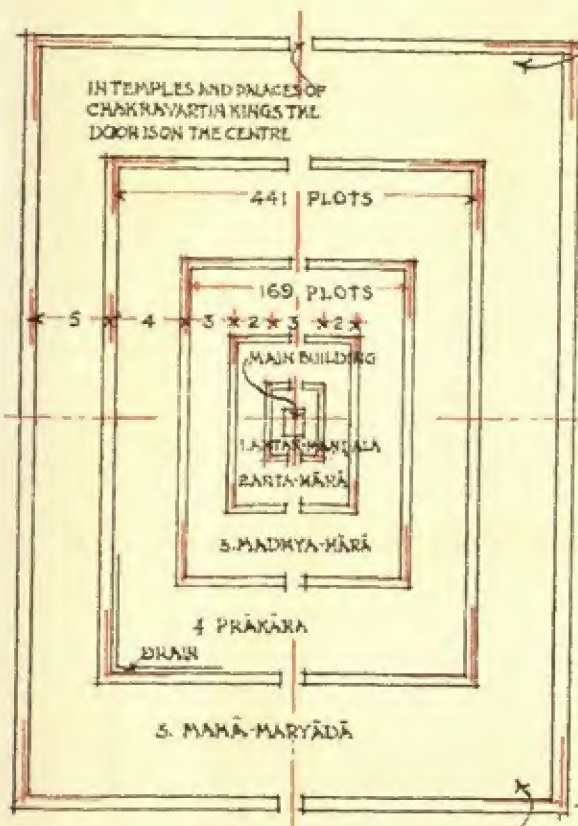 IN TEMPLES AND PALACES OF
CHAKRAVARTIN KINGS THE
DOOR IS ON THE CENTRE
441 PLOTS
169 PLOTS
5 4 3 2 3 2
MAIN BUILDING
1. ANTAR-MAṆḌALA
2. ANTA-HĀRĀ
3. MADHYA-HĀRĀ
4 PRĀKĀRA
DRAIN
5. MAHĀ-MARYĀDĀ